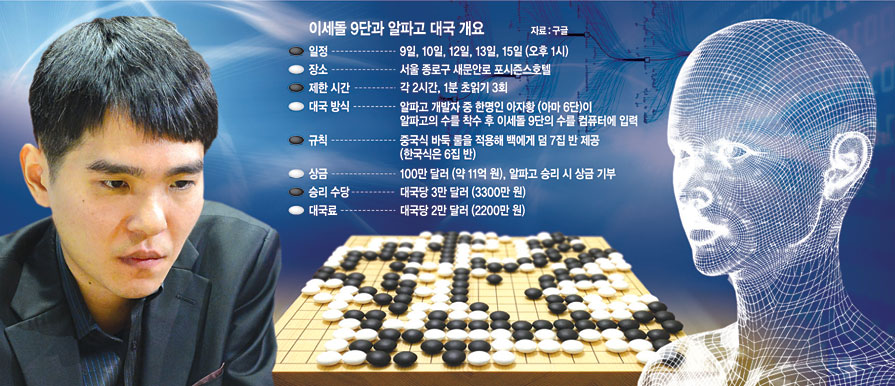 이세돌 9단과 알파고 대국 개요
자료 : 구글
일정 9일, 10일, 12일, 13일, 15일 (오후 1시)
장소 서울 종로구 새문안로 포시즌스호텔
제한 시간 각 2시간, 1분 초읽기 3회
대국 방식 알파고 개발자 중 한명인 아자황 (아마 6단)이
알파고의 수를 착수 후 이세돌 9단의 수를 컴퓨터에 입력
규칙 중국식 바둑 룰을 적용해 백에게 덤 7집 반 제공
(한국식은 6집 반)
상금 100만 달러 (약 11억 원), 알파고 승리 시 상금 기부
승리 수당 대국당 3만 달러 (3300만 원)
대국료 대국당 2만 달러 (2200만 원)